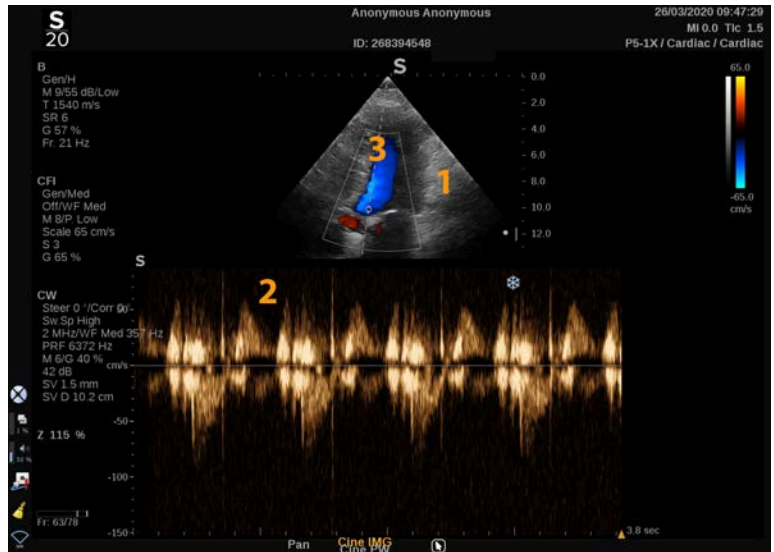 S
20
Anonymous Anonymous
ID: 268394548
26/03/2020 09:47:29
MI 0.0 TIc 1.5
P5-1X / Cardiac / Cardiac
B
Gen/H
M 9/55 dB/Low
T 1540 m/s
SR 6
G 57 %
Fr. 21 Hz
S
0.0
2.0
4.0
6.0
8.0
10.0
12.0
3
1
65.0
-65.0
cm/s
CFI
Gen/Med
Off/WF Med
M 8/P. Low
Scale 65 cm/s
S 3
G 65 %
S
2
CW
Steer 0 °/Corr 0°
Sw.Sp High
2 MHz/WF Med 357 Hz
PRF 6372 Hz
M 6/G 40 %
42 dB
SV 1.5 mm
SV D 10.2 cm
cm/s
-50
-100
-150
Z 115 %
1 %
50 %
Fr: 63/78
3.8 sec
Pan
Cine IMG
Cine PW